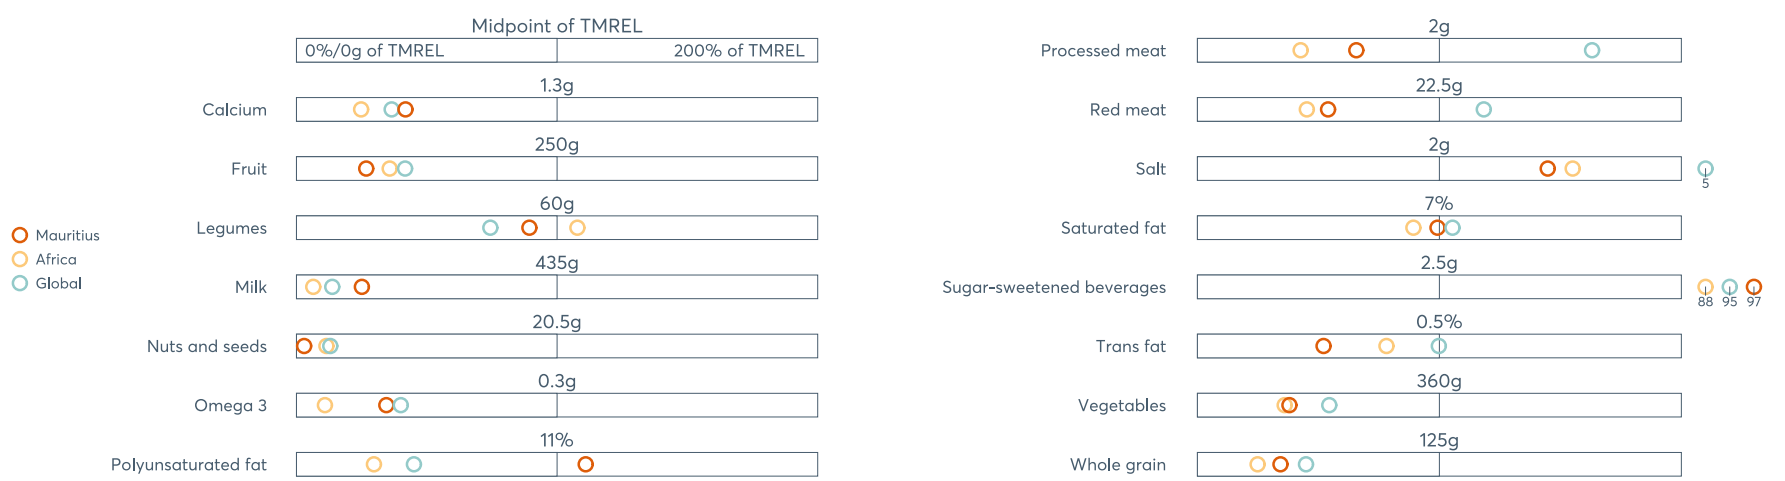 Midpoint of TMREL
0%/0g of TMREL 200% of TMREL
1.3g
Calcium
250g
Fruit
60g
Legumes
435g
Milk
20.5g
Nuts and seeds
0.3g
Omega 3
11%
Polyunsaturated fat
Mauritius
Africa
Global
2g
Processed meat
22.5g
Red meat
2g
Salt
5
7%
Saturated fat
2.5g
Sugar-sweetened beverages
88 95 97
0.5%
Trans fat
360g
Vegetables
125g
Whole grain